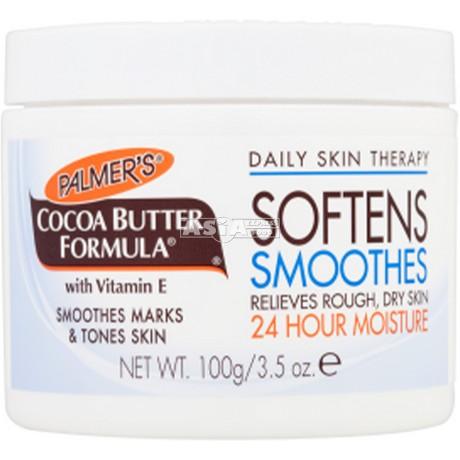 PALMER'S®
COCOA BUTTER
FORMULA®
with Vitamin E
SMOOTHES MARKS
& TONES SKIN
DAILY SKIN THERAPY
SOFTENS
SMOOTHES
RELIEVES ROUGH, DRY SKIN
24 HOUR MOISTURE
NET WT. 100g/3.5 oz. ℮
ASIA